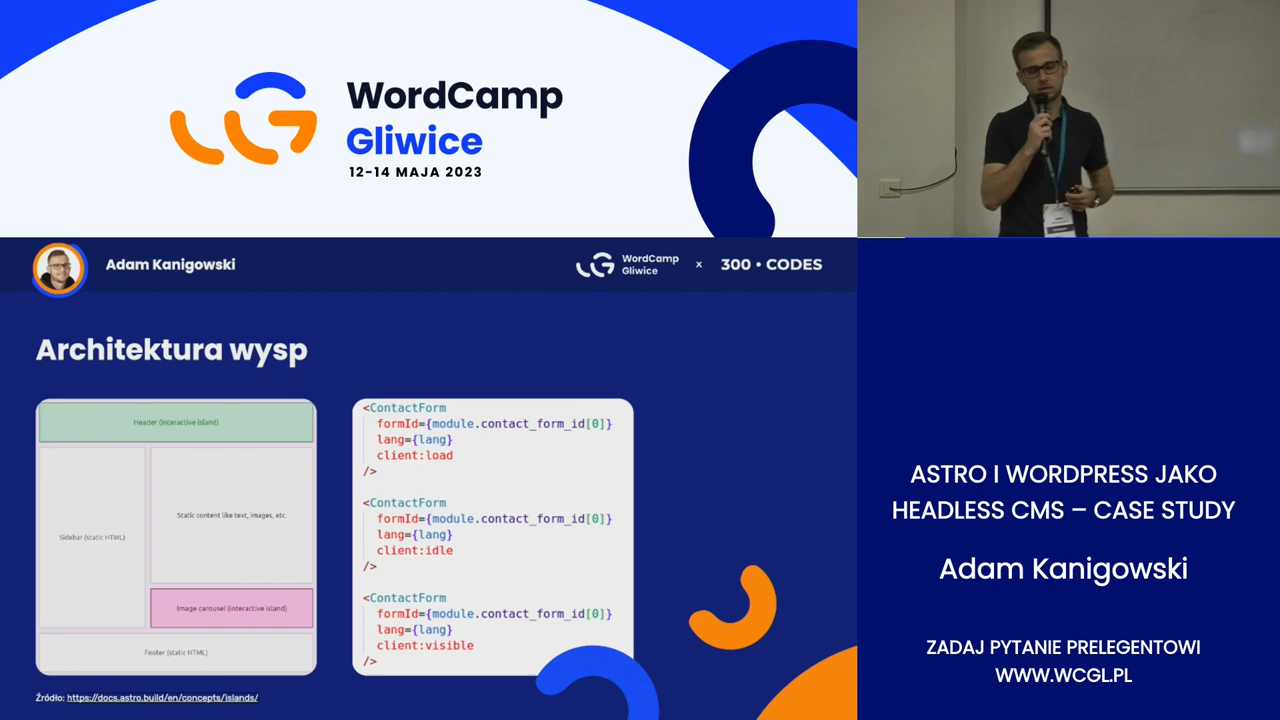 WordCamp
Gliwice
12-14 MAJA 2023
Adam Kanigowski
WordCamp
Gliwice
x
300 • CODES
Architektura wysp
Header (interactive island)
Sidebar (static HTML)
Static content like text, images, etc.
Image carousel (interactive island)
Footer (static HTML)
<ContactForm
formId={module.contact_form_id[0]}
lang={lang}
client:load
/>
<ContactForm
formId={module.contact_form_id[0]}
lang={lang}
client:idle
/>
<ContactForm
formId={module.contact_form_id[0]}
lang={lang}
client:visible
/>
Źródło: https://docs.astro.build/en/concepts/islands/
ASTRO I WORDPRESS JAKO
HEADLESS CMS – CASE STUDY
Adam Kanigowski
ZADAJ PYTANIE PRELEGENTOWI
WWW.WCGL.PL